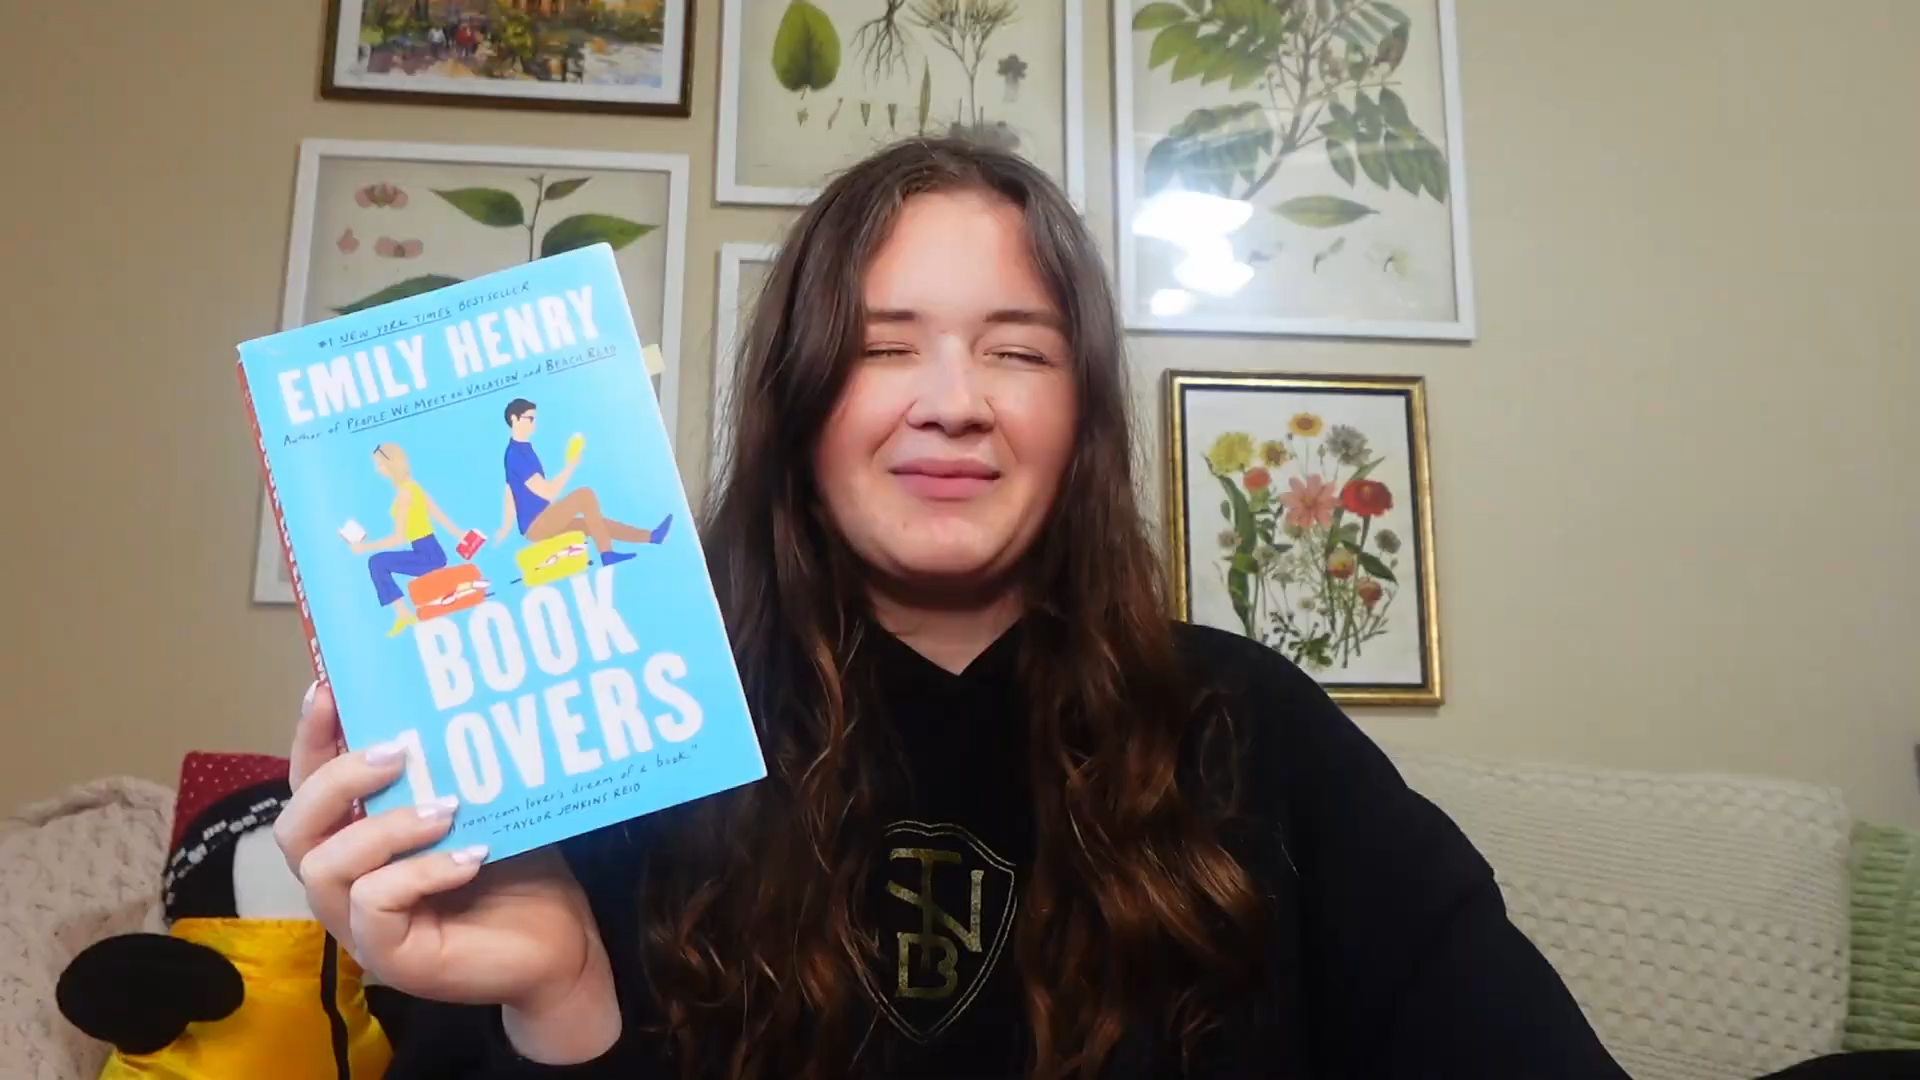 #1 NEW YORK TIMES BESTSELLER
EMILY HENRY
Author of PEOPLE WE MEET ON VACATION and BEACH READ
BOOK
LOVERS
rom-com lover's dream of a book."
—TAYLOR JENKINS REID